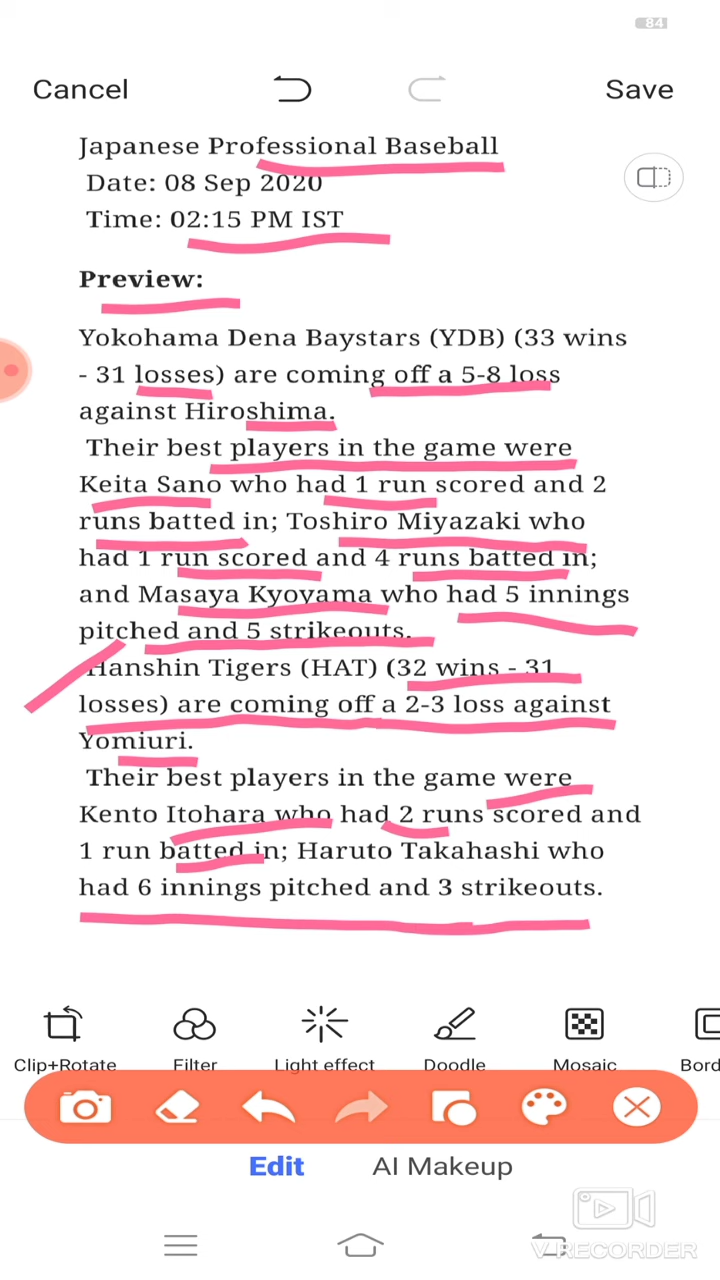 84
Cancel
Save
Japanese Professional Baseball
Date: 08 Sep 2020
Time: 02:15 PM IST
Preview:
Yokohama Dena Baystars (YDB) (33 wins
- 31 losses) are coming off a 5-8 loss
against Hiroshima.
Their best players in the game were
Keita Sano who had 1 run scored and 2
runs batted in; Toshiro Miyazaki who
had 1 run scored and 4 runs batted in;
and Masaya Kyoyama who had 5 innings
pitched and 5 strikeouts.
Hanshin Tigers (HAT) (32 wins - 31
losses) are coming off a 2-3 loss against
Yomiuri.
Their best players in the game were
Kento Itohara who had 2 runs scored and
1 run batted in; Haruto Takahashi who
had 6 innings pitched and 3 strikeouts.
Clip+Rotate Filter Light effect Doodle Mosaic Bord
Edit AI Makeup
V RECORDER